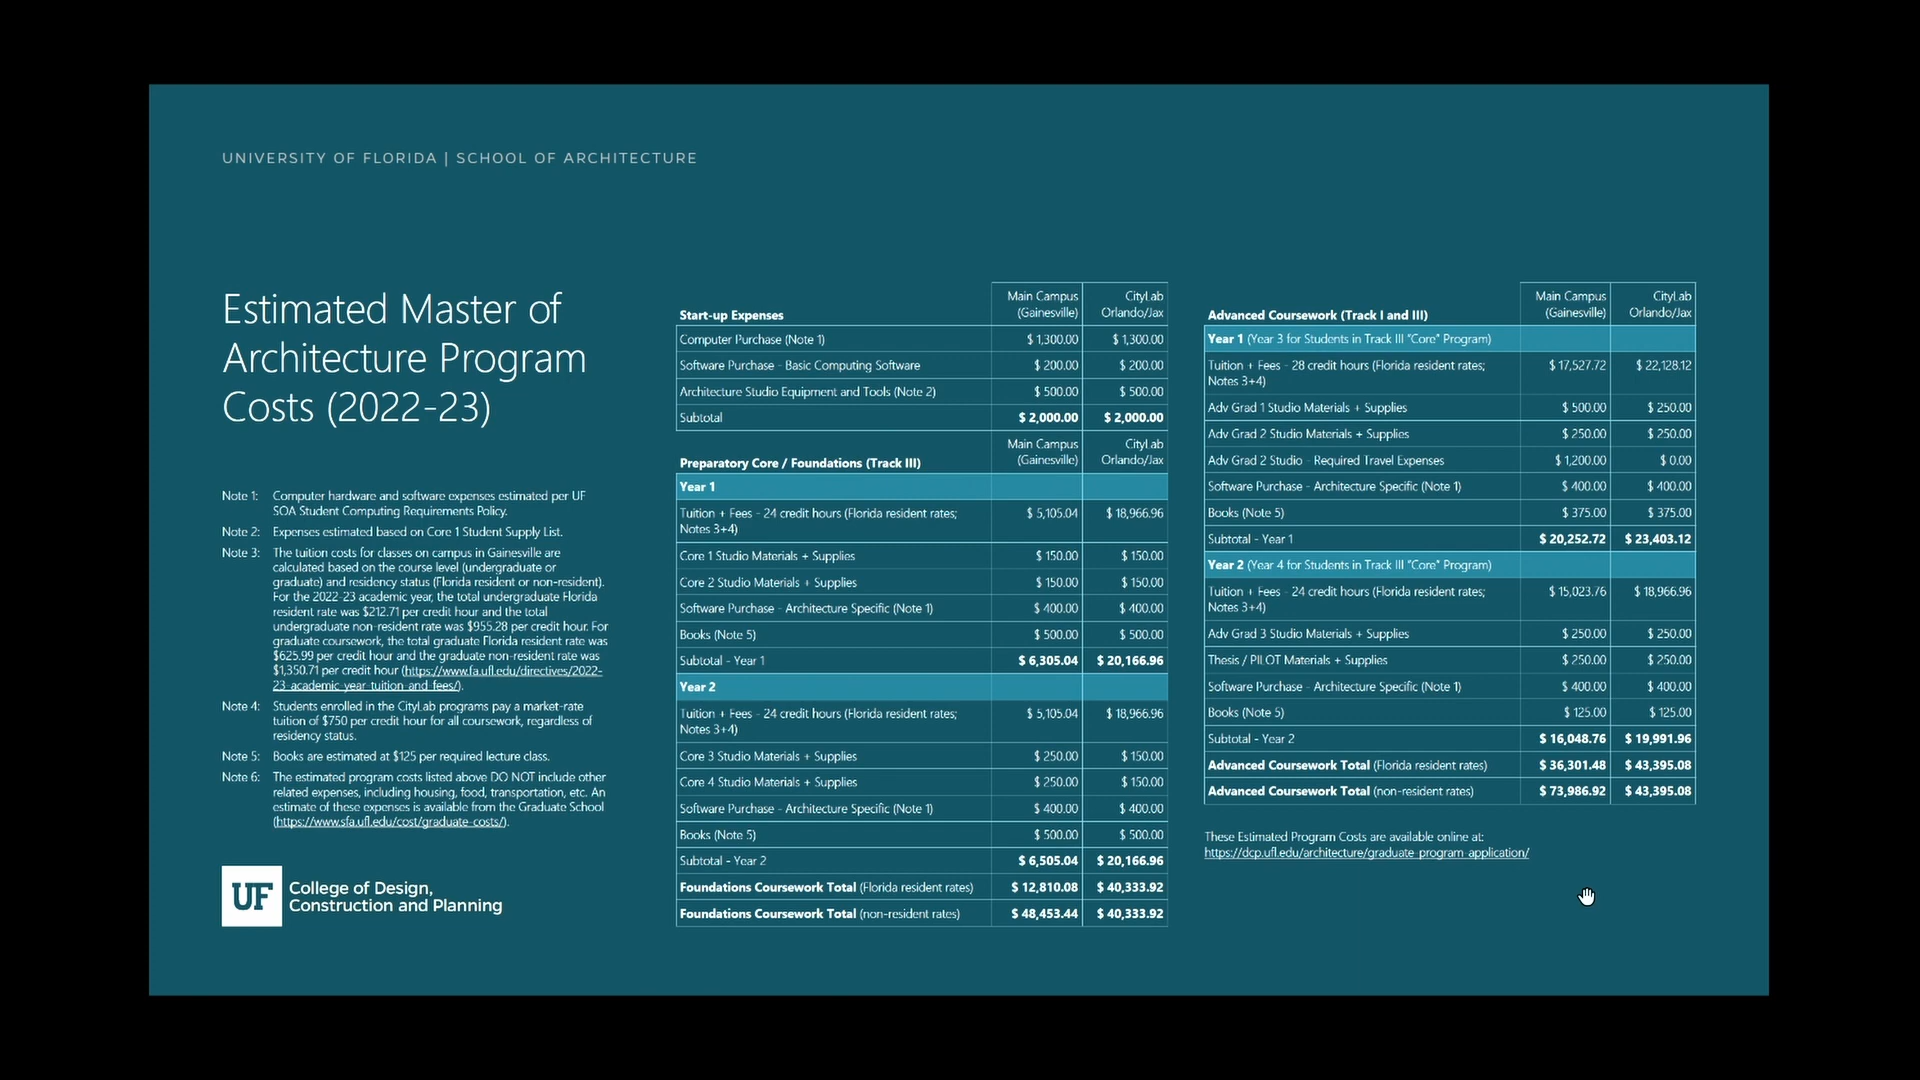 UNIVERSITY OF FLORIDA | SCHOOL OF ARCHITECTURE
Estimated Master of
Architecture Program
Costs (2022-23)
Note 1: Computer hardware and software expenses estimated per UF
SOA Student Computing Requirements Policy.
Note 2: Expenses estimated based on Core 1 Student Supply List.
Note 3: The tuition costs for classes on campus in Gainesville are
calculated based on the course level (undergraduate or
graduate) and residency status (Florida resident or non-resident).
For the 2022-23 academic year, the total undergraduate Florida
resident rate was $212.71 per credit hour and the total
undergraduate non-resident rate was $955.28 per credit hour. For
graduate coursework, the total graduate Florida resident rate was
$625.99 per credit hour and the graduate non-resident rate was
$1,350.71 per credit hour (https://www.fa.ufl.edu/directives/2022-
23-academic-year-tuition-and-fees/).
Note 4: Students enrolled in the CityLab programs pay a market-rate
tuition of $750 per credit hour for all coursework, regardless of
residency status.
Note 5: Books are estimated at $125 per required lecture class.
Note 6: The estimated program costs listed above DO NOT include other
related expenses, including housing, food, transportation, etc. An
estimate of these expenses is available from the Graduate School
(https://www.sfa.ufl.edu/cost/graduate-costs/).
UF College of Design,
Construction and Planning
Main Campus CityLab
Start-up Expenses (Gainesville) Orlando/Jax
Computer Purchase (Note 1) $ 1,300.00 $ 1,300.00
Software Purchase - Basic Computing Software $ 200.00 $ 200.00
Architecture Studio Equipment and Tools (Note 2) $ 500.00 $ 500.00
Subtotal $ 2,000.00 $ 2,000.00
Main Campus CityLab
Preparatory Core / Foundations (Track III) (Gainesville) Orlando/Jax
Year 1
Tuition + Fees - 24 credit hours (Florida resident rates; $ 5,105.04 $ 18,966.96
Notes 3+4)
Core 1 Studio Materials + Supplies $ 150.00 $ 150.00
Core 2 Studio Materials + Supplies $ 150.00 $ 150.00
Software Purchase - Architecture Specific (Note 1) $ 400.00 $ 400.00
Books (Note 5) $ 500.00 $ 500.00
Subtotal - Year 1 $ 6,305.04 $ 20,166.96
Year 2
Tuition + Fees - 24 credit hours (Florida resident rates; $ 5,105.04 $ 18,966.96
Notes 3+4)
Core 3 Studio Materials + Supplies $ 250.00 $ 150.00
Core 4 Studio Materials + Supplies $ 250.00 $ 150.00
Software Purchase - Architecture Specific (Note 1) $ 400.00 $ 400.00
Books (Note 5) $ 500.00 $ 500.00
Subtotal - Year 2 $ 6,505.04 $ 20,166.96
Foundations Coursework Total (Florida resident rates) $ 12,810.08 $ 40,333.92
Foundations Coursework Total (non-resident rates) $ 48,453.44 $ 40,333.92
Main Campus CityLab
Advanced Coursework (Track I and III) (Gainesville) Orlando/Jax
Year 1 (Year 3 for Students in Track III "Core" Program)
Tuition + Fees - 28 credit hours (Florida resident rates; $ 17,527.72 $ 22,128.12
Notes 3+4)
Adv Grad 1 Studio Materials + Supplies $ 500.00 $ 250.00
Adv Grad 2 Studio Materials + Supplies $ 250.00 $ 250.00
Adv Grad 2 Studio - Required Travel Expenses $ 1,200.00 $ 0.00
Software Purchase - Architecture Specific (Note 1) $ 400.00 $ 400.00
Books (Note 5) $ 375.00 $ 375.00
Subtotal - Year 1 $ 20,252.72 $ 23,403.12
Year 2 (Year 4 for Students in Track III "Core" Program)
Tuition + Fees - 24 credit hours (Florida resident rates; $ 15,023.76 $ 18,966.96
Notes 3+4)
Adv Grad 3 Studio Materials + Supplies $ 250.00 $ 250.00
Thesis / PILOT Materials + Supplies $ 250.00 $ 250.00
Software Purchase - Architecture Specific (Note 1) $ 400.00 $ 400.00
Books (Note 5) $ 125.00 $ 125.00
Subtotal - Year 2 $ 16,048.76 $ 19,991.96
Advanced Coursework Total (Florida resident rates) $ 36,301.48 $ 43,395.08
Advanced Coursework Total (non-resident rates) $ 73,986.92 $ 43,395.08
These Estimated Program Costs are available online at:
https://dcp.ufl.edu/architecture/graduate-program-application/